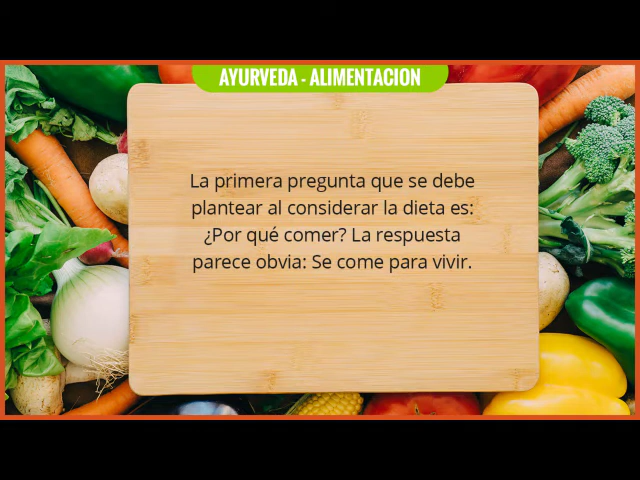 AYURVEDA - ALIMENTACION
La primera pregunta que se debe
plantear al considerar la dieta es:
¿Por qué comer? La respuesta
parece obvia: Se come para vivir.